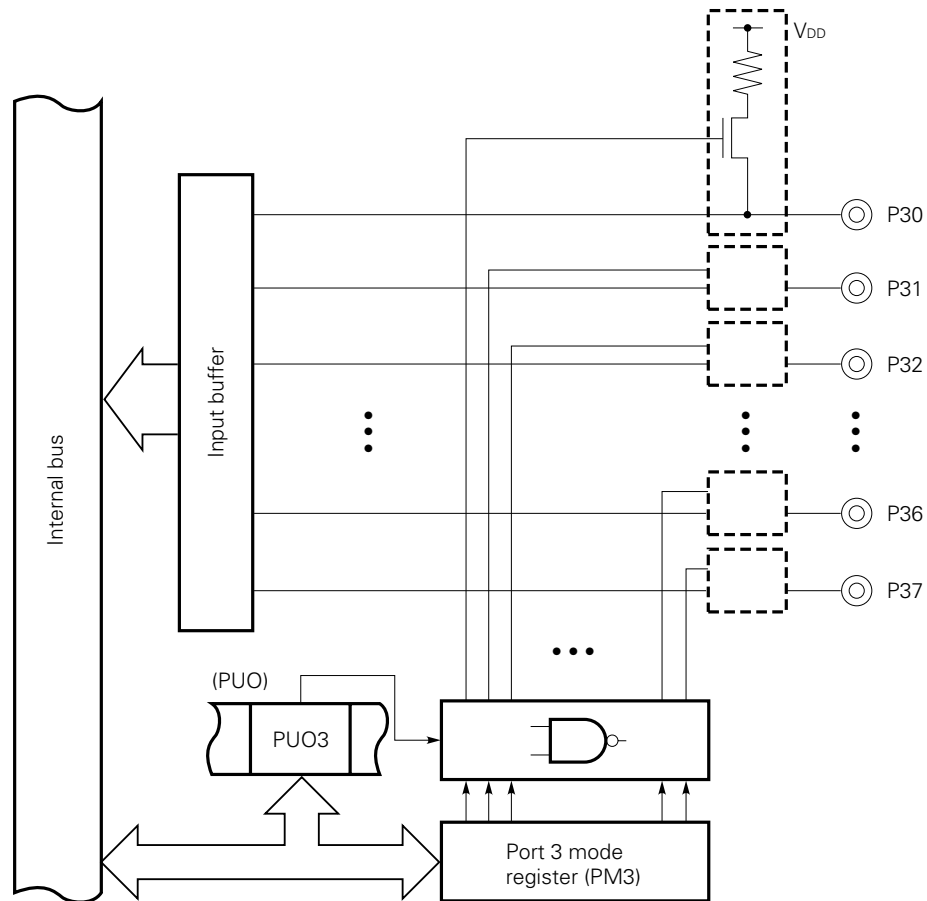 VDD
P30
P31
P32
Internal bus
Input buffer
P36
P37
(PUO)
PUO3
Port 3 mode
register (PM3)